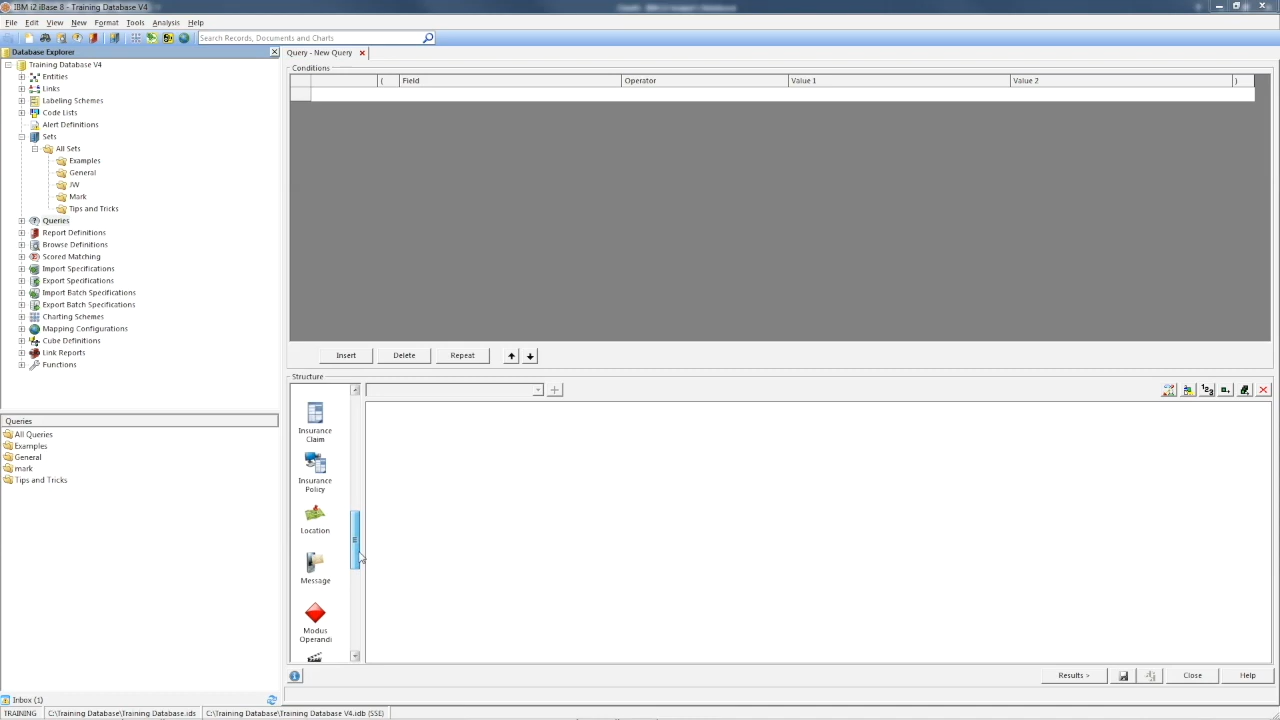 IBM i2 iBase 8 - Training Database V4
File Edit View New Format Tools Analysis Help
Search Records, Documents and Charts
Database Explorer
Training Database V4
Entities
Links
Labeling Schemes
Code Lists
Alert Definitions
Sets
All Sets
Examples
General
JW
Mark
Tips and Tricks
Queries
Report Definitions
Browse Definitions
Scored Matching
Import Specifications
Export Specifications
Import Batch Specifications
Export Batch Specifications
Charting Schemes
Mapping Configurations
Cube Definitions
Link Reports
Functions
Queries
All Queries
Examples
General
mark
Tips and Tricks
Inbox (1)
Query - New Query
Conditions
( Field Operator Value 1 Value 2 )
Insert Delete Repeat
Structure
Insurance
Claim
Insurance
Policy
Location
Message
Modus
Operandi
Results > Close Help
TRAINING C:\Training Database\Training Database.ids C:\Training Database\Training Database V4.idb (SSE)